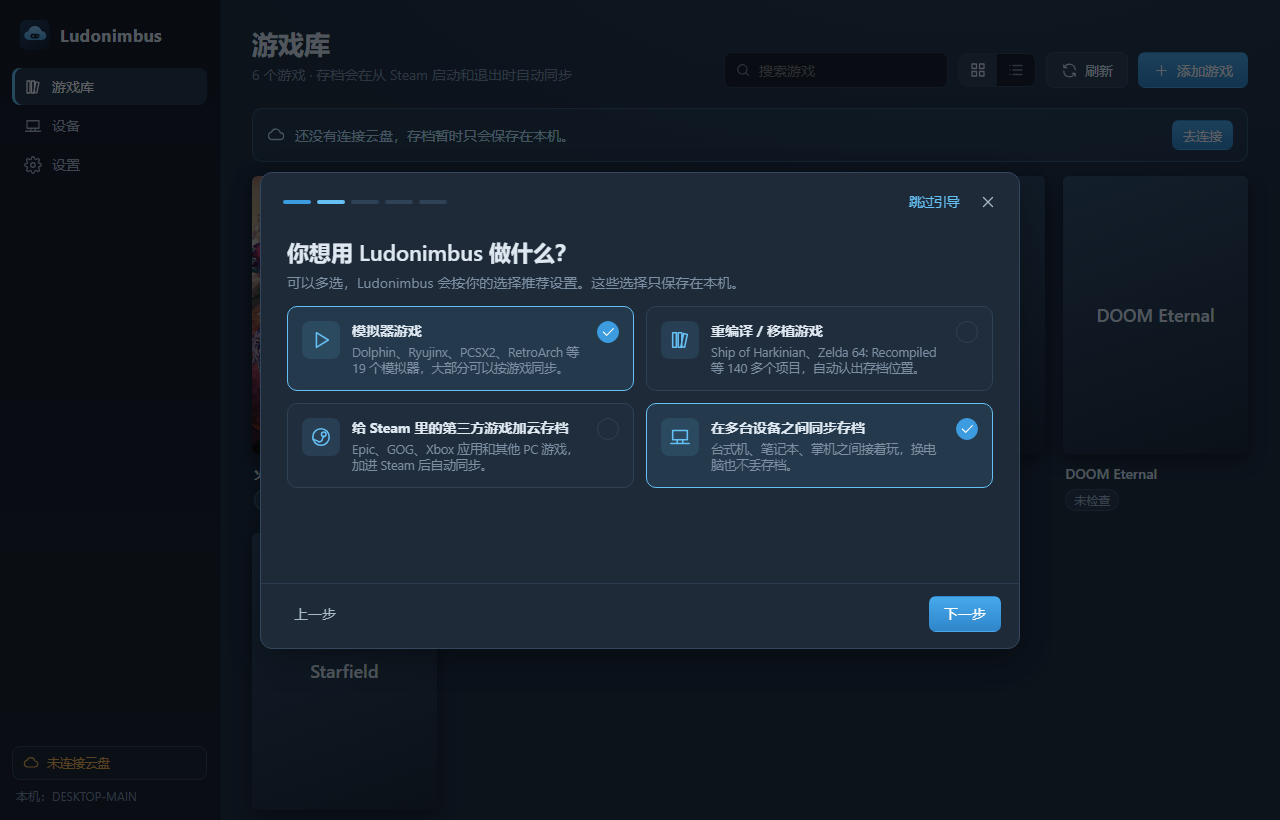 Ludonimbus
游戏库
设备
设置
未连接云盘
本机：DESKTOP-MAIN
游戏库
6 个游戏 · 存档会在从 Steam 启动和退出时自动同步
搜索游戏
刷新
添加游戏
还没有连接云盘，存档暂时只会保存在本机。
去连接
跳过引导
你想用 Ludonimbus 做什么？
可以多选，Ludonimbus 会按你的选择推荐设置。这些选择只保存在本机。
模拟器游戏
Dolphin、Ryujinx、PCSX2、RetroArch 等
19 个模拟器，大部分可以按游戏同步。
重编译 / 移植游戏
Ship of Harkinian、Zelda 64: Recompiled
等 140 多个项目，自动认出存档位置。
给 Steam 里的第三方游戏加云存档
Epic、GOG、Xbox 应用和其他 PC 游戏，
加进 Steam 后自动同步。
在多台设备之间同步存档
台式机、笔记本、掌机之间接着玩，换电
脑也不丢存档。
上一步
下一步
DOOM Eternal
DOOM Eternal
未检查
Starfield